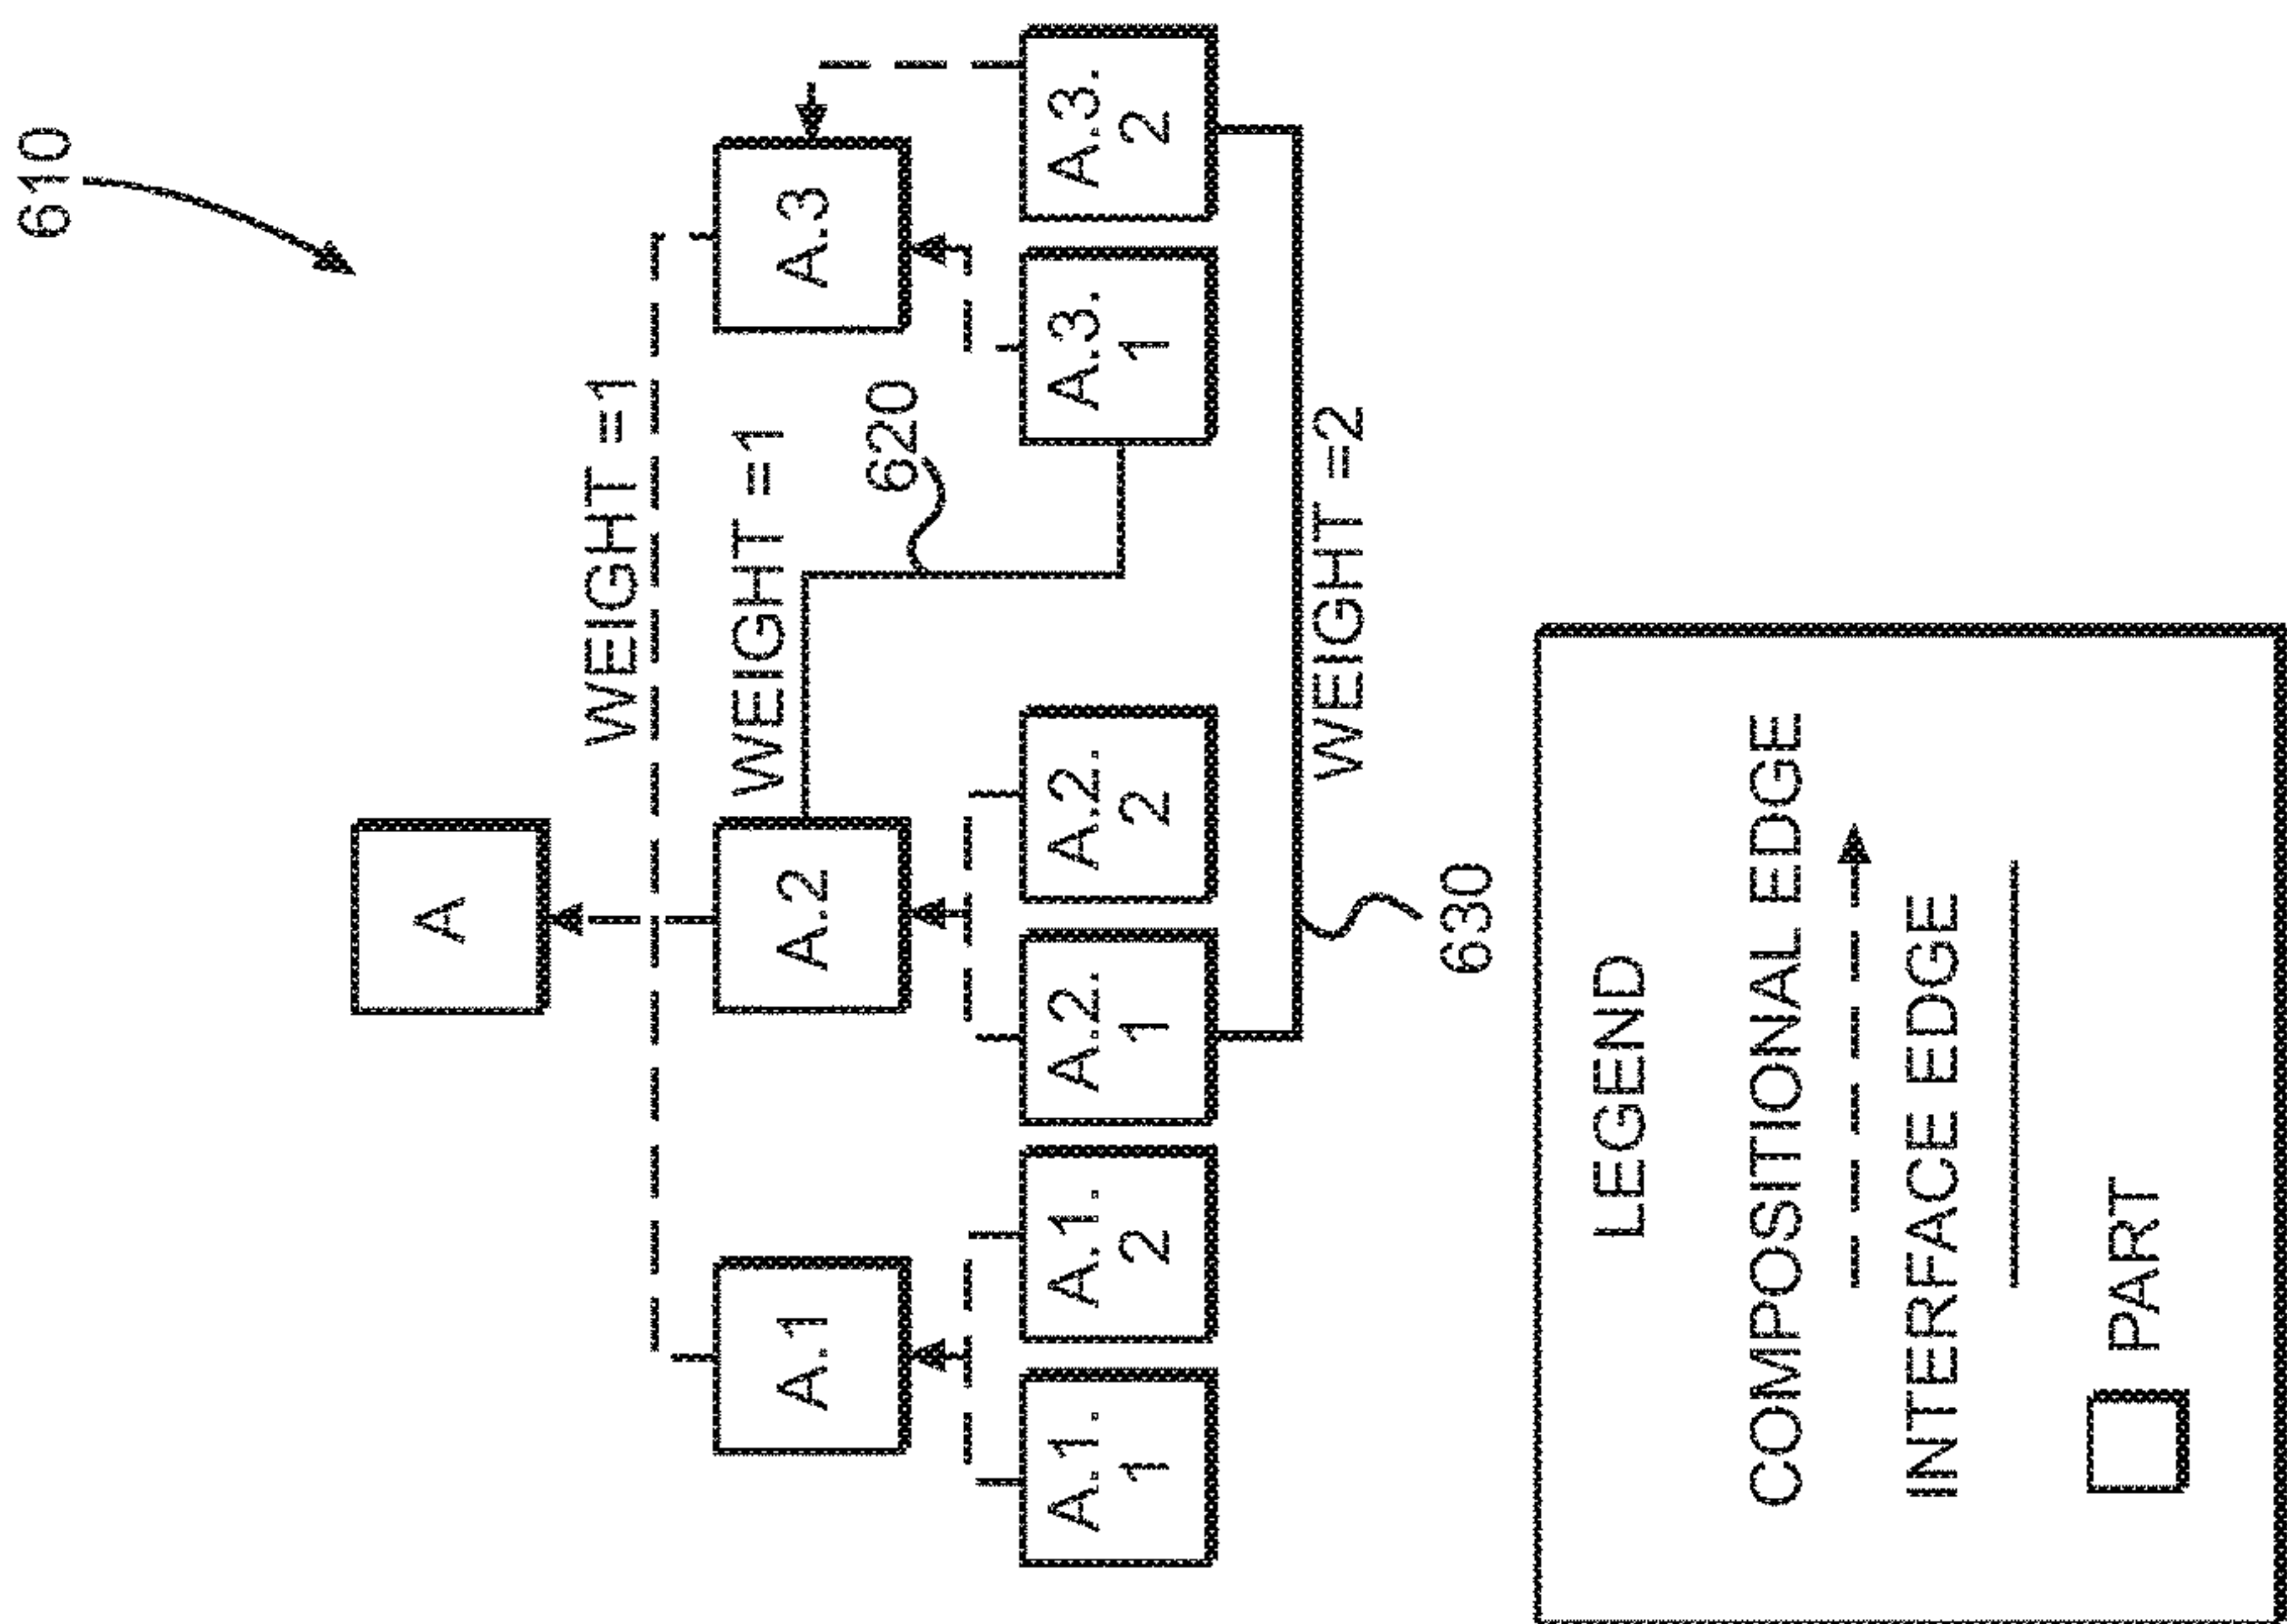 610
A
WEIGHT =1
WEIGHT =1
A.1
A.2
A.3
620
A.1.
1
A.1.
2
A.2.
1
A.2.
2
A.3.
1
A.3.
2
WEIGHT =2
630
LEGEND
COMPOSITIONAL EDGE
INTERFACE EDGE
PART